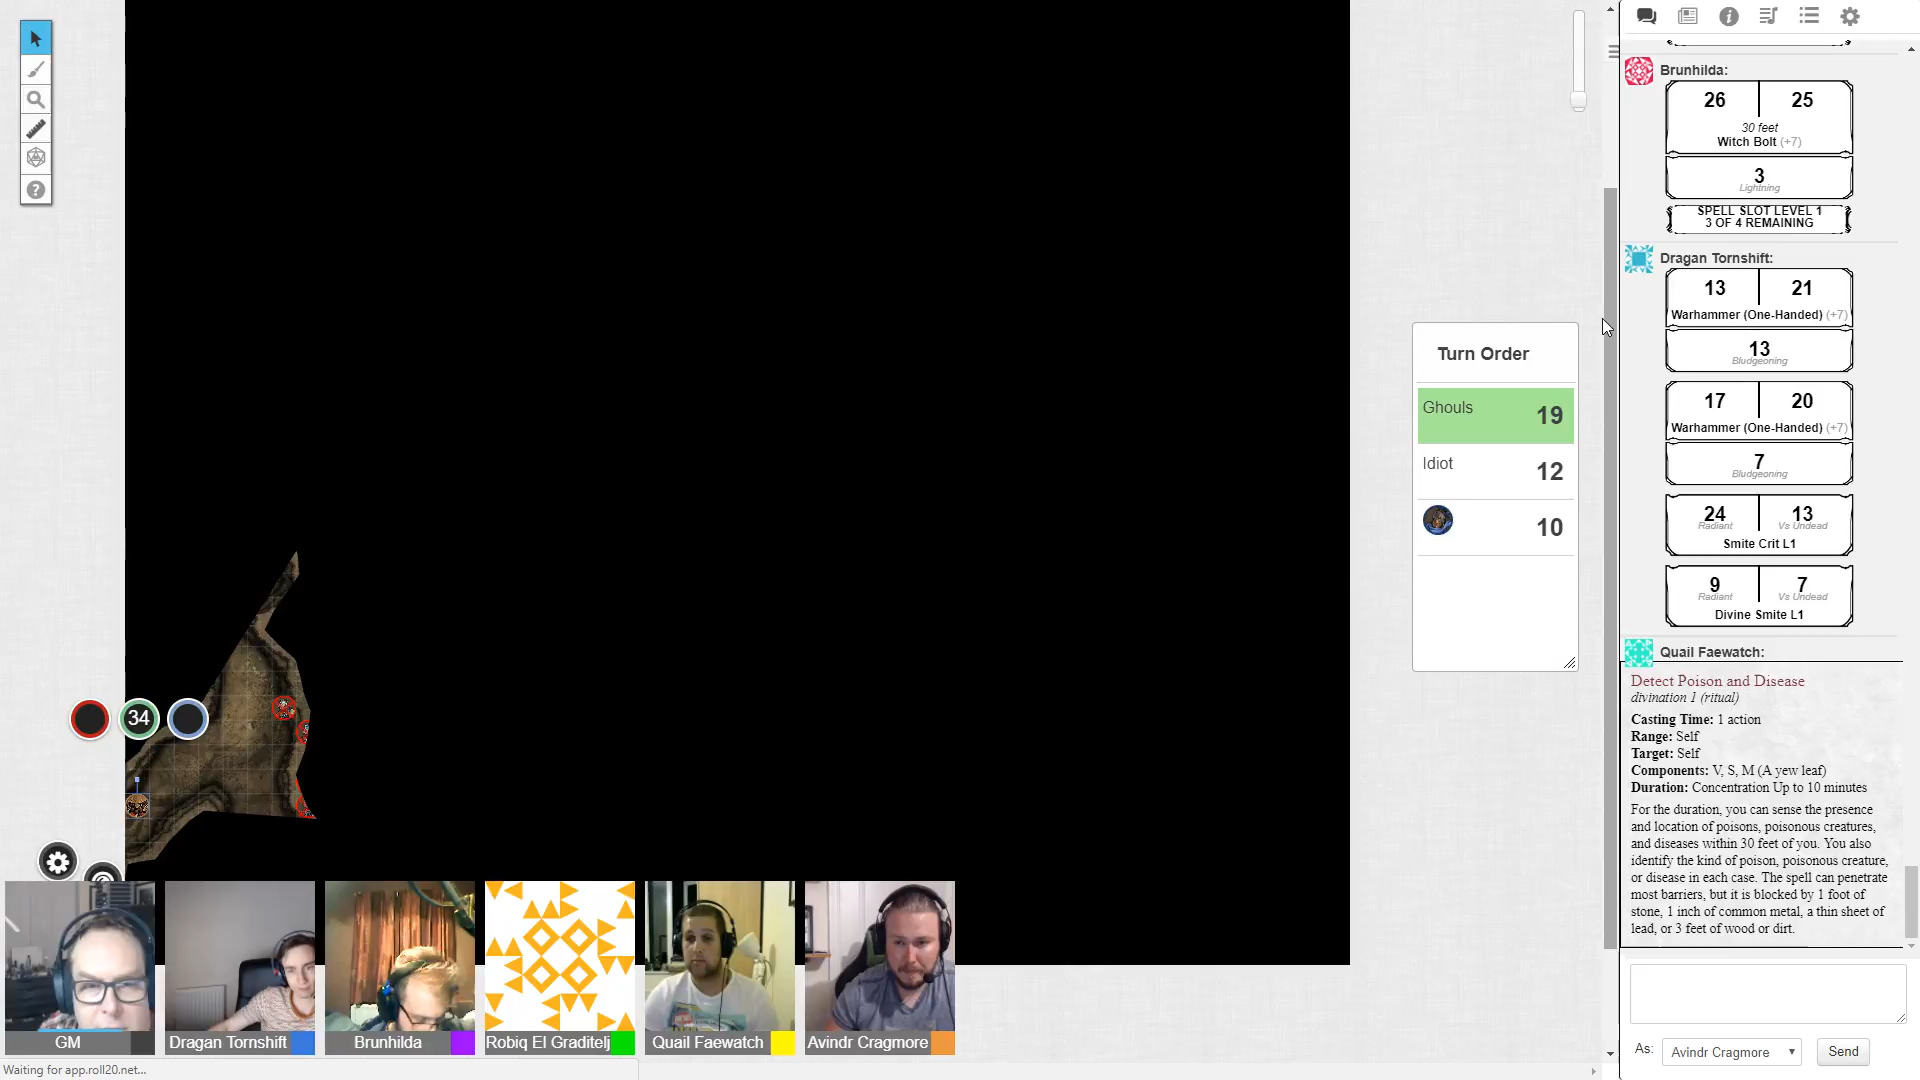 Brunhilda:
26 25
30 feet
Witch Bolt (+7)
3
Lightning
SPELL SLOT LEVEL 1
3 OF 4 REMAINING
Dragan Tornshift:
13 21
Warhammer (One-Handed) (+7)
13
Bludgeoning
17 20
Warhammer (One-Handed) (+7)
7
Bludgeoning
24 13
Radiant Vs Undead
Smite Crit L1
9 7
Radiant Vs Undead
Divine Smite L1
Quail Faewatch:
Detect Poison and Disease
divination 1 (ritual)
Casting Time: 1 action
Range: Self
Target: Self
Components: V, S, M (A yew leaf)
Duration: Concentration Up to 10 minutes
For the duration, you can sense the presence
and location of poisons, poisonous creatures,
and diseases within 30 feet of you. You also
identify the kind of poison, poisonous creature,
or disease in each case. The spell can penetrate
most barriers, but it is blocked by 1 foot of
stone, 1 inch of common metal, a thin sheet of
lead, or 3 feet of wood or dirt.
As: Avindr Cragmore Send
Turn Order
Ghouls 19
Idiot 12
10
34
GM
Dragan Tornshift
Brunhilda
Robiq El Graditelj
Quail Faewatch
Avindr Cragmore
Waiting for app.roll20.net...